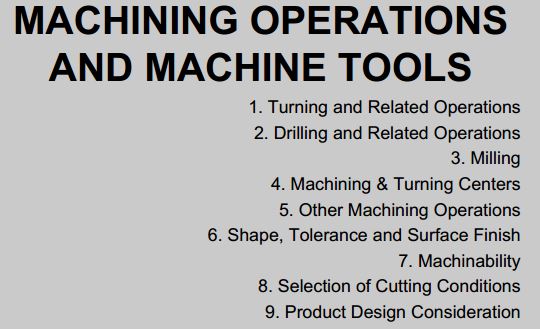 MACHINING OPERATIONS
AND MACHINE TOOLS
1. Turning and Related Operations
2. Drilling and Related Operations
3. Milling
4. Machining & Turning Centers
5. Other Machining Operations
6. Shape, Tolerance and Surface Finish
7. Machinability
8. Selection of Cutting Conditions
9. Product Design Consideration